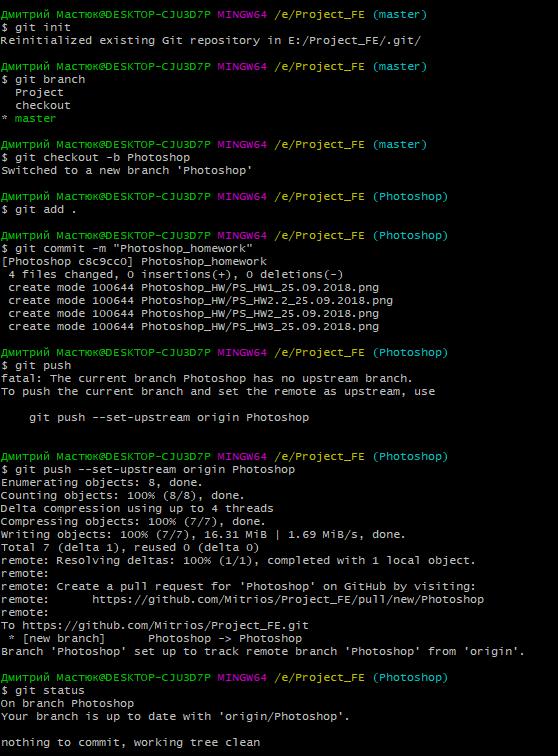 Дмитрий Мастюк@DESKTOP-CJU3D7P MINGW64 /e/Project_FE (master)
$ git init
Reinitialized existing Git repository in E:/Project_FE/.git/
Дмитрий Мастюк@DESKTOP-CJU3D7P MINGW64 /e/Project_FE (master)
$ git branch
  Project
  checkout
* master
Дмитрий Мастюк@DESKTOP-CJU3D7P MINGW64 /e/Project_FE (master)
$ git checkout -b Photoshop
Switched to a new branch 'Photoshop'
Дмитрий Мастюк@DESKTOP-CJU3D7P MINGW64 /e/Project_FE (Photoshop)
$ git add .
Дмитрий Мастюк@DESKTOP-CJU3D7P MINGW64 /e/Project_FE (Photoshop)
$ git commit -m "Photoshop_homework"
[Photoshop c8c9cc0] Photoshop_homework
 4 files changed, 0 insertions(+), 0 deletions(-)
 create mode 100644 Photoshop_HW/PS_HW1_25.09.2018.png
 create mode 100644 Photoshop_HW/PS_HW2.2_25.09.2018.png
 create mode 100644 Photoshop_HW/PS_HW2_25.09.2018.png
 create mode 100644 Photoshop_HW/PS_HW3_25.09.2018.png
Дмитрий Мастюк@DESKTOP-CJU3D7P MINGW64 /e/Project_FE (Photoshop)
$ git push
fatal: The current branch Photoshop has no upstream branch.
To push the current branch and set the remote as upstream, use
    git push --set-upstream origin Photoshop
Дмитрий Мастюк@DESKTOP-CJU3D7P MINGW64 /e/Project_FE (Photoshop)
$ git push --set-upstream origin Photoshop
Enumerating objects: 8, done.
Counting objects: 100% (8/8), done.
Delta compression using up to 4 threads
Compressing objects: 100% (7/7), done.
Writing objects: 100% (7/7), 16.31 MiB | 1.69 MiB/s, done.
Total 7 (delta 1), reused 0 (delta 0)
remote: Resolving deltas: 100% (1/1), completed with 1 local object.
remote:
remote: Create a pull request for 'Photoshop' on GitHub by visiting:
remote:      https://github.com/Mitrios/Project_FE/pull/new/Photoshop
remote:
To https://github.com/Mitrios/Project_FE.git
 * [new branch]      Photoshop -> Photoshop
Branch 'Photoshop' set up to track remote branch 'Photoshop' from 'origin'.
Дмитрий Мастюк@DESKTOP-CJU3D7P MINGW64 /e/Project_FE (Photoshop)
$ git status
On branch Photoshop
Your branch is up to date with 'origin/Photoshop'.
nothing to commit, working tree clean